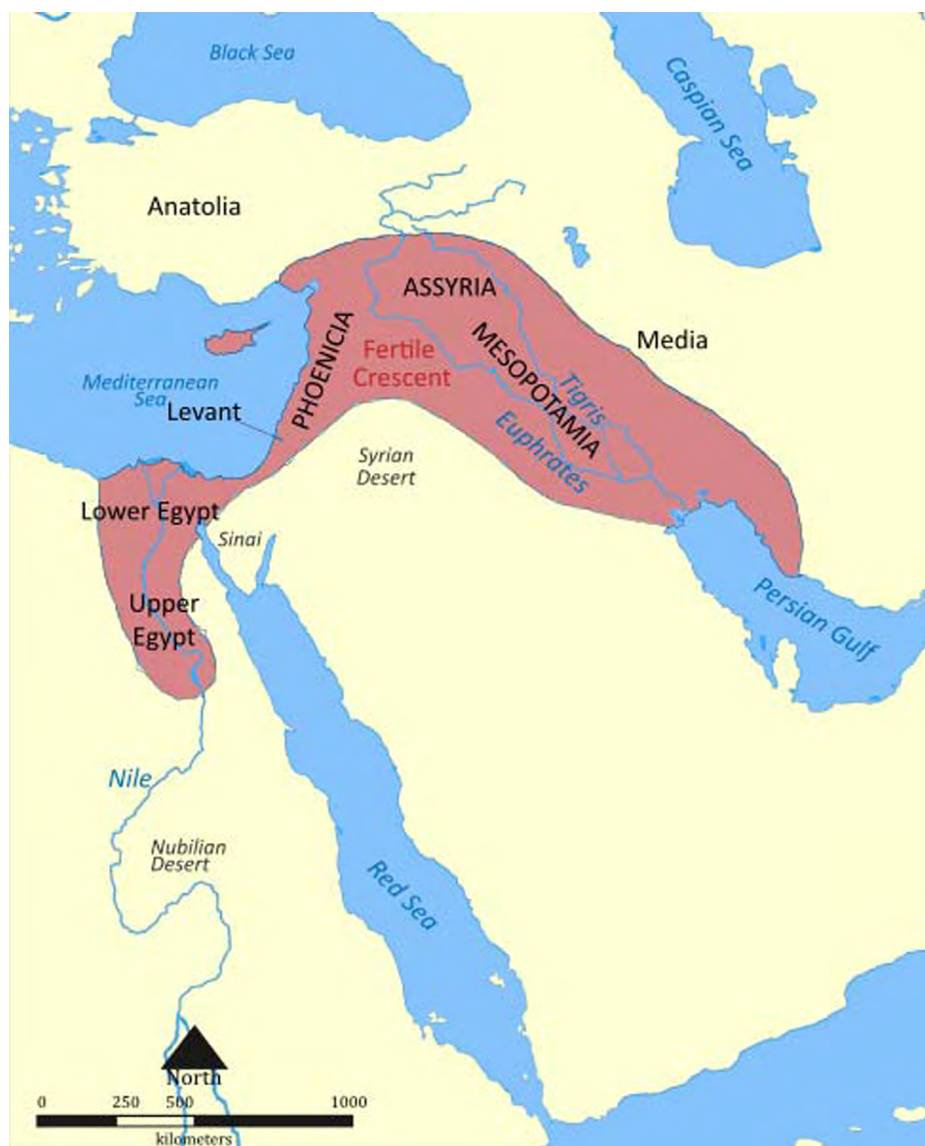 Black Sea
Caspian Sea
Anatolia
ASSYRIA
Media
PHOENICIA
Fertile
Crescent
MESOPOTAMIA
Tigris
Euphrates
Mediterranean
Sea
Levant
Syrian
Desert
Lower Egypt
Sinai
Upper
Egypt
Persian Gulf
Nile
Nubilian
Desert
Red Sea
North
0 250 500 1000
kilometers